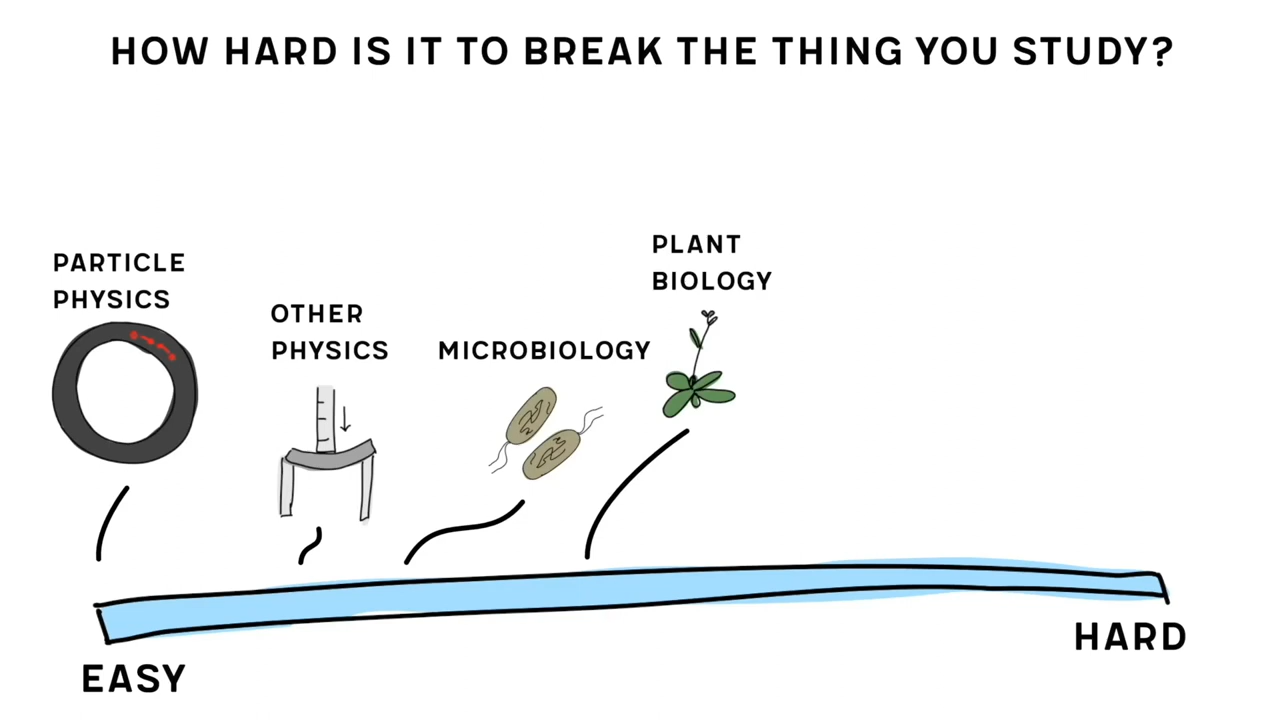 HOW HARD IS IT TO BREAK THE THING YOU STUDY?
PARTICLE
PHYSICS
OTHER
PHYSICS
MICROBIOLOGY
PLANT
BIOLOGY
EASY
HARD